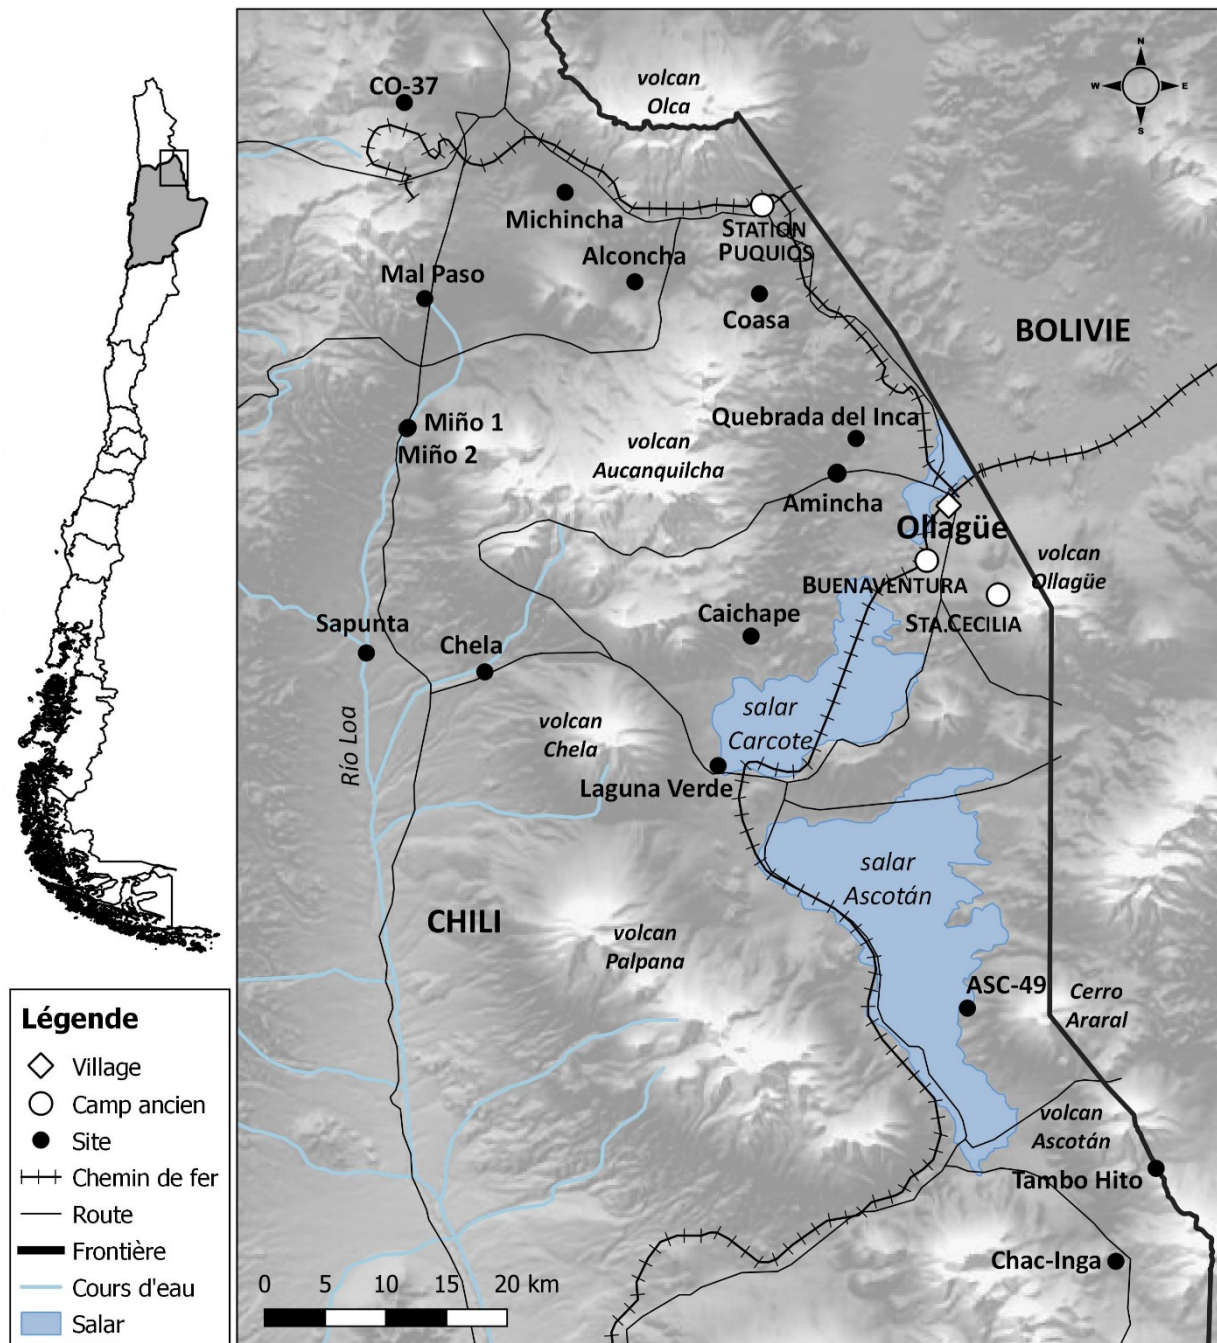 CO-37
volcan
Olca
N
W
E
S
Michincha
STATION
PUQUIOS
Alconcha
Mal Paso
Coasa
BOLIVIE
Quebrada del Inca
Miño 1
Miño 2
volcan
Aucanquilcha
Amincha
Ollagüe
volcan
Ollagüe
BUENAVENTURA
Caichape
STA.CECILIA
Sapunta
Chela
Río Loa
volcan
Chela
salar
Carcote
Laguna Verde
salar
Ascotán
CHILI
volcan
Palpana
ASC-49
Cerro
Araral
volcan
Ascotán
Tambo Hito
Chac-Inga
Légende
Village
Camp ancien
Site
Chemin de fer
Route
Frontière
Cours d'eau
Salar
0 5 10 15 20 km